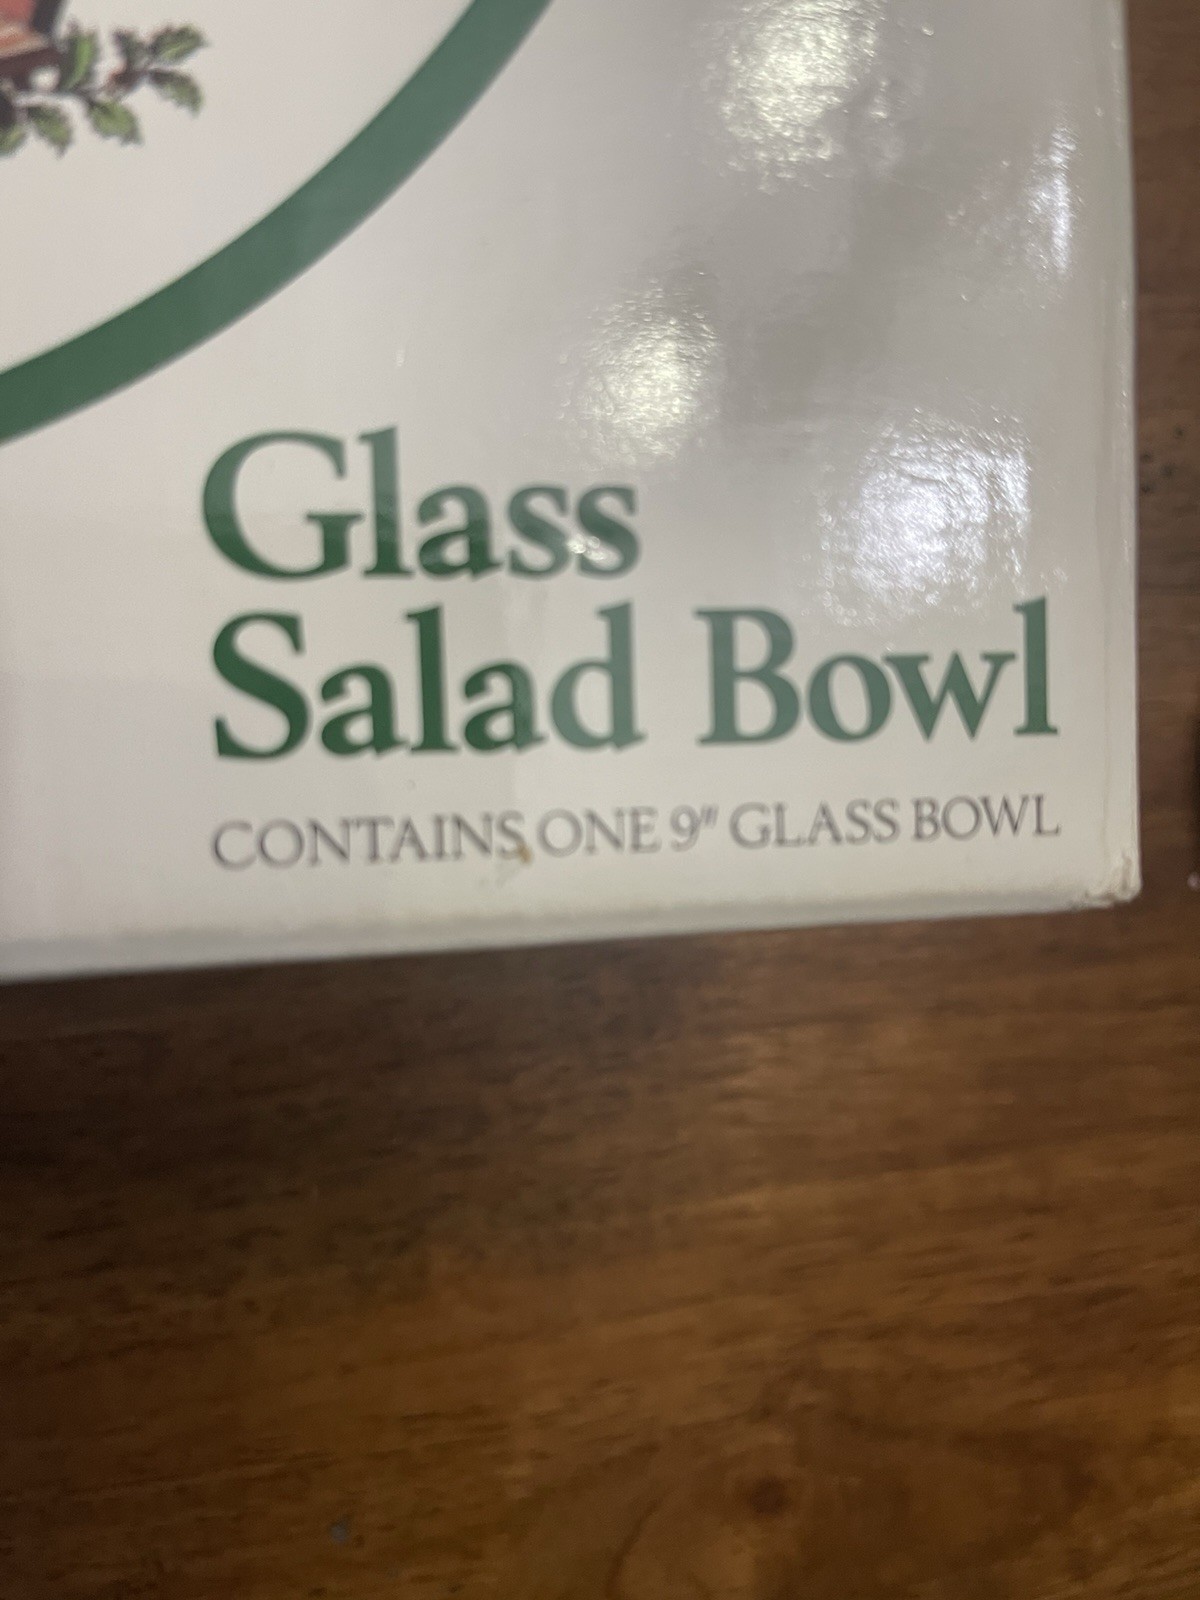 Glass
Salad Bowl
CONTAINS ONE 9" GLASS BOWL